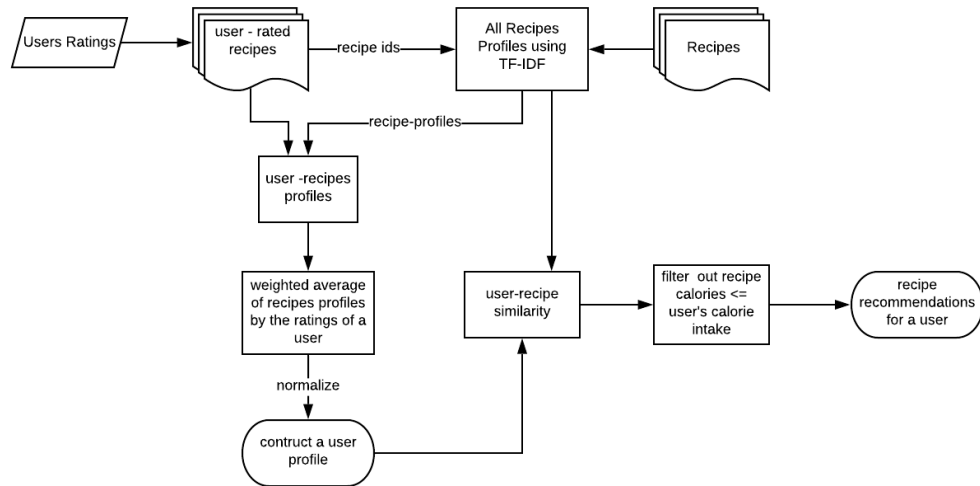 Users Ratings
user - rated
recipes
recipe ids
All Recipes
Profiles using
TF-IDF
Recipes
recipe-profiles
user -recipes
profiles
weighted average
of recipes profiles
by the ratings of a
user
user-recipe
similarity
filter  out recipe
calories <=
user's calorie
intake
recipe
recommendations
for a user
normalize
contruct a user
profile